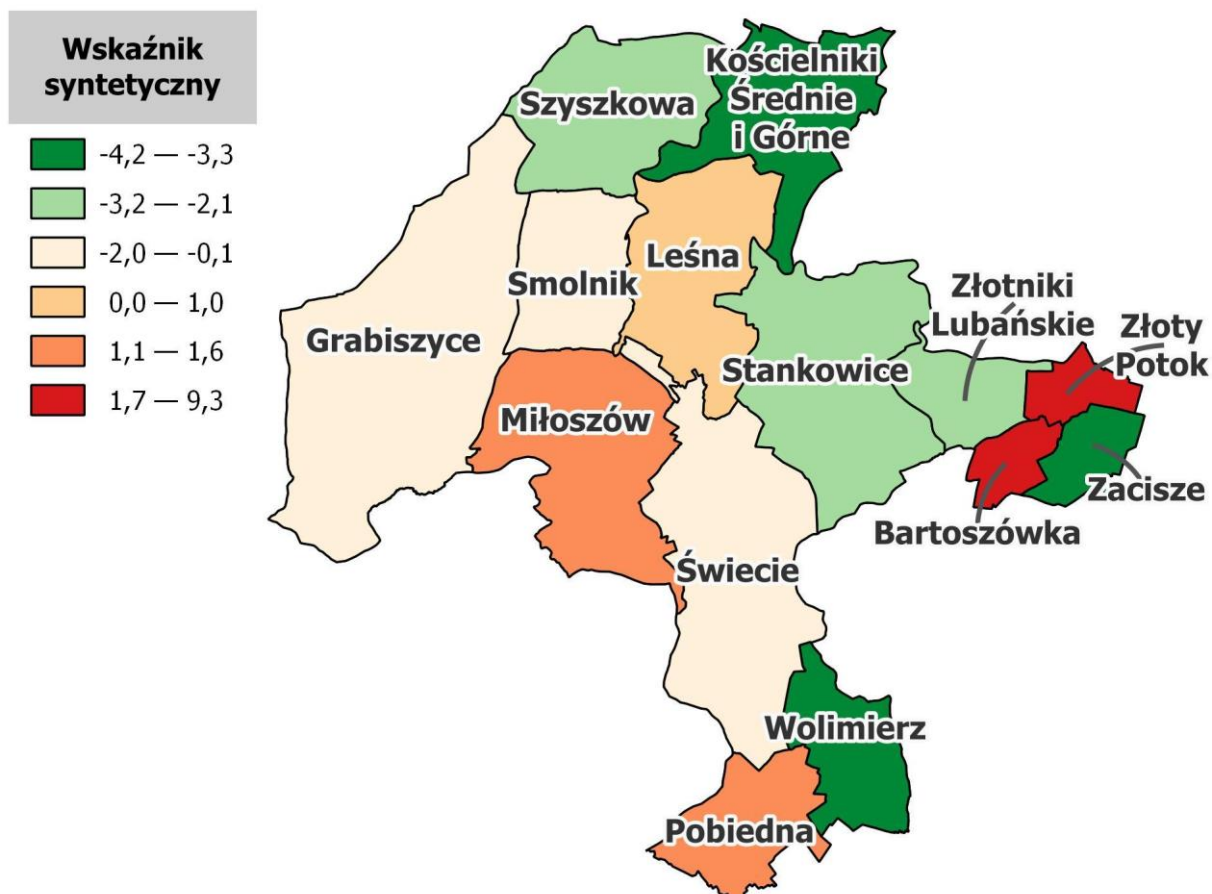 Wskaźnik
syntetyczny
-4,2 — -3,3
-3,2 — -2,1
-2,0 — -0,1
0,0 — 1,0
1,1 — 1,6
1,7 — 9,3
Kościelniki
Średnie
i Górne
Szyszkowa
Leśna
Smolnik
Grabiszyce
Złotniki
Lubańskie
Złoty
Potok
Stankowice
Miłoszów
Zacisze
Bartoszówka
Świecie
Wolimierz
Pobiedna